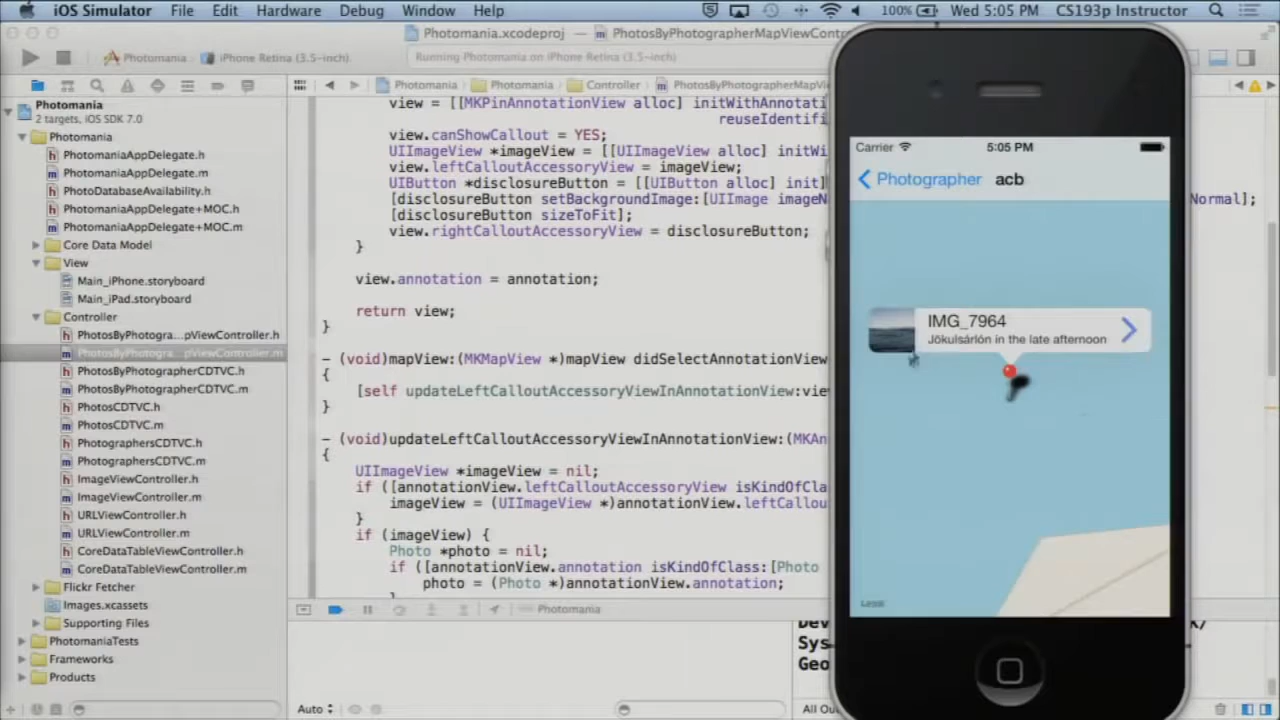 iOS Simulator File Edit Hardware Debug Window Help 100% Wed 5:05 PM CS193p Instructor
Photomania.xcodeproj — PhotosByPhotographerMapViewContr
Photomania iPhone Retina (3.5-inch) Running Photomania on iPhone Retina (3.5-inch)
Photomania Photomania Controller PhotosByPhotographerMapVi
Photomania
2 targets, iOS SDK 7.0
Photomania
PhotomaniaAppDelegate.h
PhotomaniaAppDelegate.m
PhotoDatabaseAvailability.h
PhotomaniaAppDelegate+MOC.h
PhotomaniaAppDelegate+MOC.m
Core Data Model
View
Main_iPhone.storyboard
Main_iPad.storyboard
Controller
PhotosByPhotogra...pViewController.h
PhotosByPhotogra...pViewController.m
PhotosByPhotographerCDTVC.h
PhotosByPhotographerCDTVC.m
PhotosCDTVC.h
PhotosCDTVC.m
PhotographersCDTVC.h
PhotographersCDTVC.m
ImageViewController.h
ImageViewController.m
URLViewController.h
URLViewController.m
CoreDataTableViewController.h
CoreDataTableViewController.m
Flickr Fetcher
Images.xcassets
Supporting Files
PhotomaniaTests
Frameworks
Products
view = [[MKPinAnnotationView alloc] initWithAnnotati
reuseIdentifi
view.canShowCallout = YES;
UIImageView *imageView = [[UIImageView alloc] initWi
view.leftCalloutAccessoryView = imageView;
UIButton *disclosureButton = [[UIButton alloc] init]
[disclosureButton setBackgroundImage:[UIImage imageN
Normal];
[disclosureButton sizeToFit];
view.rightCalloutAccessoryView = disclosureButton;
}
view.annotation = annotation;
return view;
}
- (void)mapView:(MKMapView *)mapView didSelectAnnotationView
{
[self updateLeftCalloutAccessoryViewInAnnotationView:vie
}
- (void)updateLeftCalloutAccessoryViewInAnnotationView:(MKAn
{
UIImageView *imageView = nil;
if ([annotationView.leftCalloutAccessoryView isKindOfCla
imageView = (UIImageView *)annotationView.leftCallou
}
if (imageView) {
Photo *photo = nil;
if ([annotationView.annotation isKindOfClass:[Photo
photo = (Photo *)annotationView.annotation;
}
Photomania
Dev
Sys
Geo
K/
Auto
All Ou
Carrier 5:05 PM
Photographer acb
IMG_7964
Jökulsárlón in the late afternoon
Legal